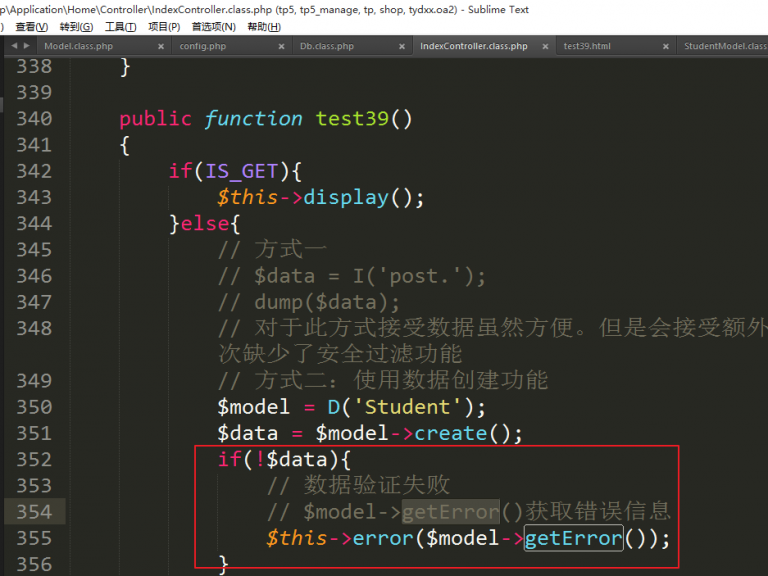 p\Application\Home\Controller\IndexController.class.php (tp5, tp5_manage, tp, shop, tydxx.oa2) - Sublime Text
) 查看(V) 转到(G) 工具(T) 项目(P) 首选项(N) 帮助(H)
Model.class.php × config.php × Db.class.php × IndexController.class.php × test39.html × StudentModel.class
338 }
339
340 public function test39()
341 {
342 if(IS_GET){
343 $this->display();
344 }else{
345 // 方式一
346 // $data = I('post.');
347 // dump($data);
348 // 对于此方式接受数据虽然方便。但是会接受额外
次缺少了安全过滤功能
349 // 方式二：使用数据创建功能
350 $model = D('Student');
351 $data = $model->create();
352 if(!$data){
353 // 数据验证失败
354 // $model->getError()获取错误信息
355 $this->error($model->getError());
356 }